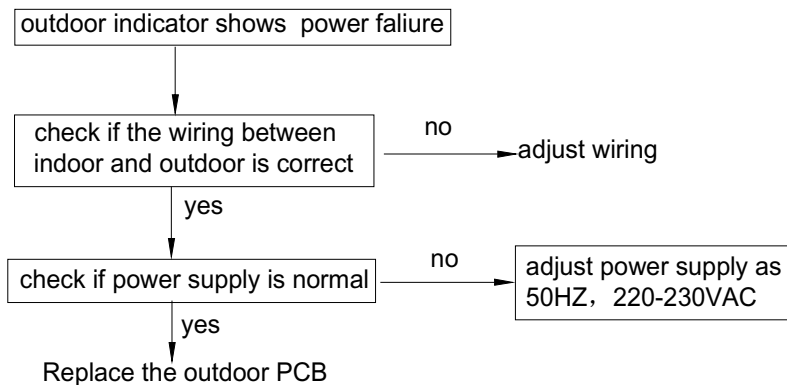 outdoor indicator shows power faliure
check if the wiring between
indoor and outdoor is correct
no
adjust wiring
yes
check if power supply is normal
no
adjust power supply as
50HZ，220-230VAC
yes
Replace the outdoor PCB